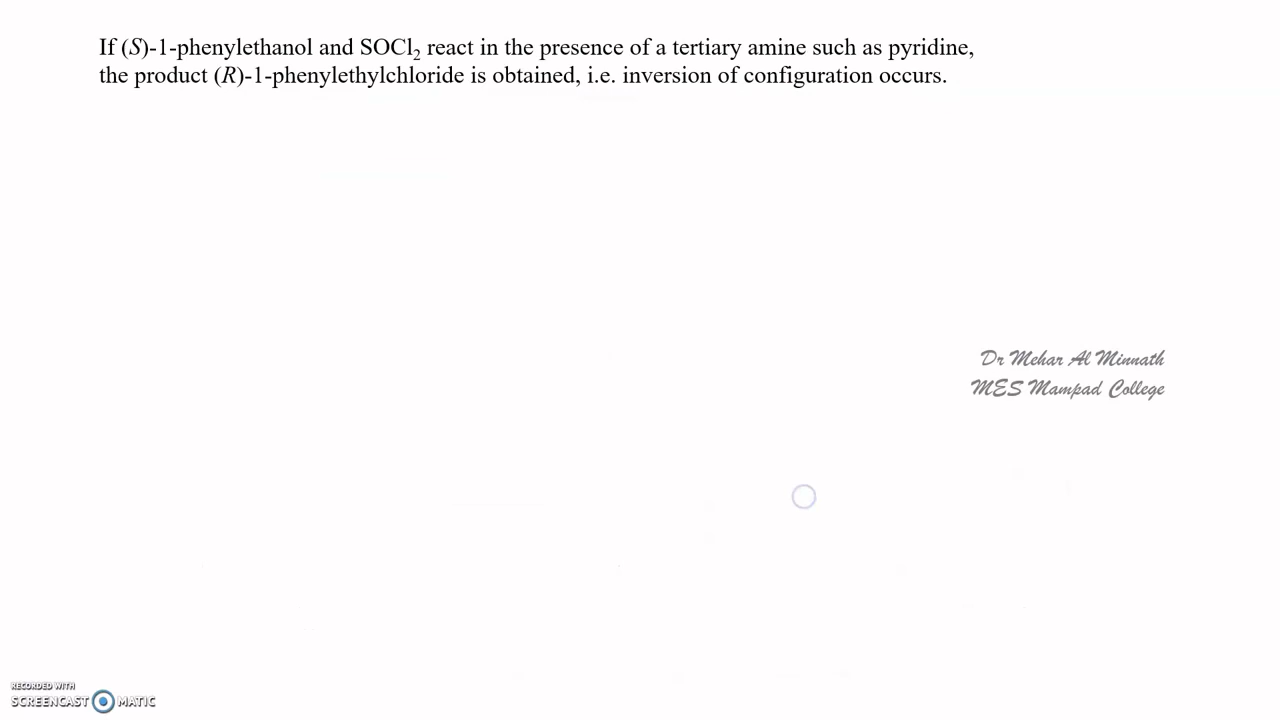 If (S)-1-phenylethanol and SOCl₂ react in the presence of a tertiary amine such as pyridine,
the product (R)-1-phenylethylchloride is obtained, i.e. inversion of configuration occurs.
Dr Mehar Al Minnath
MES Mampad College
RECORDED WITH
SCREENCAST MATIC